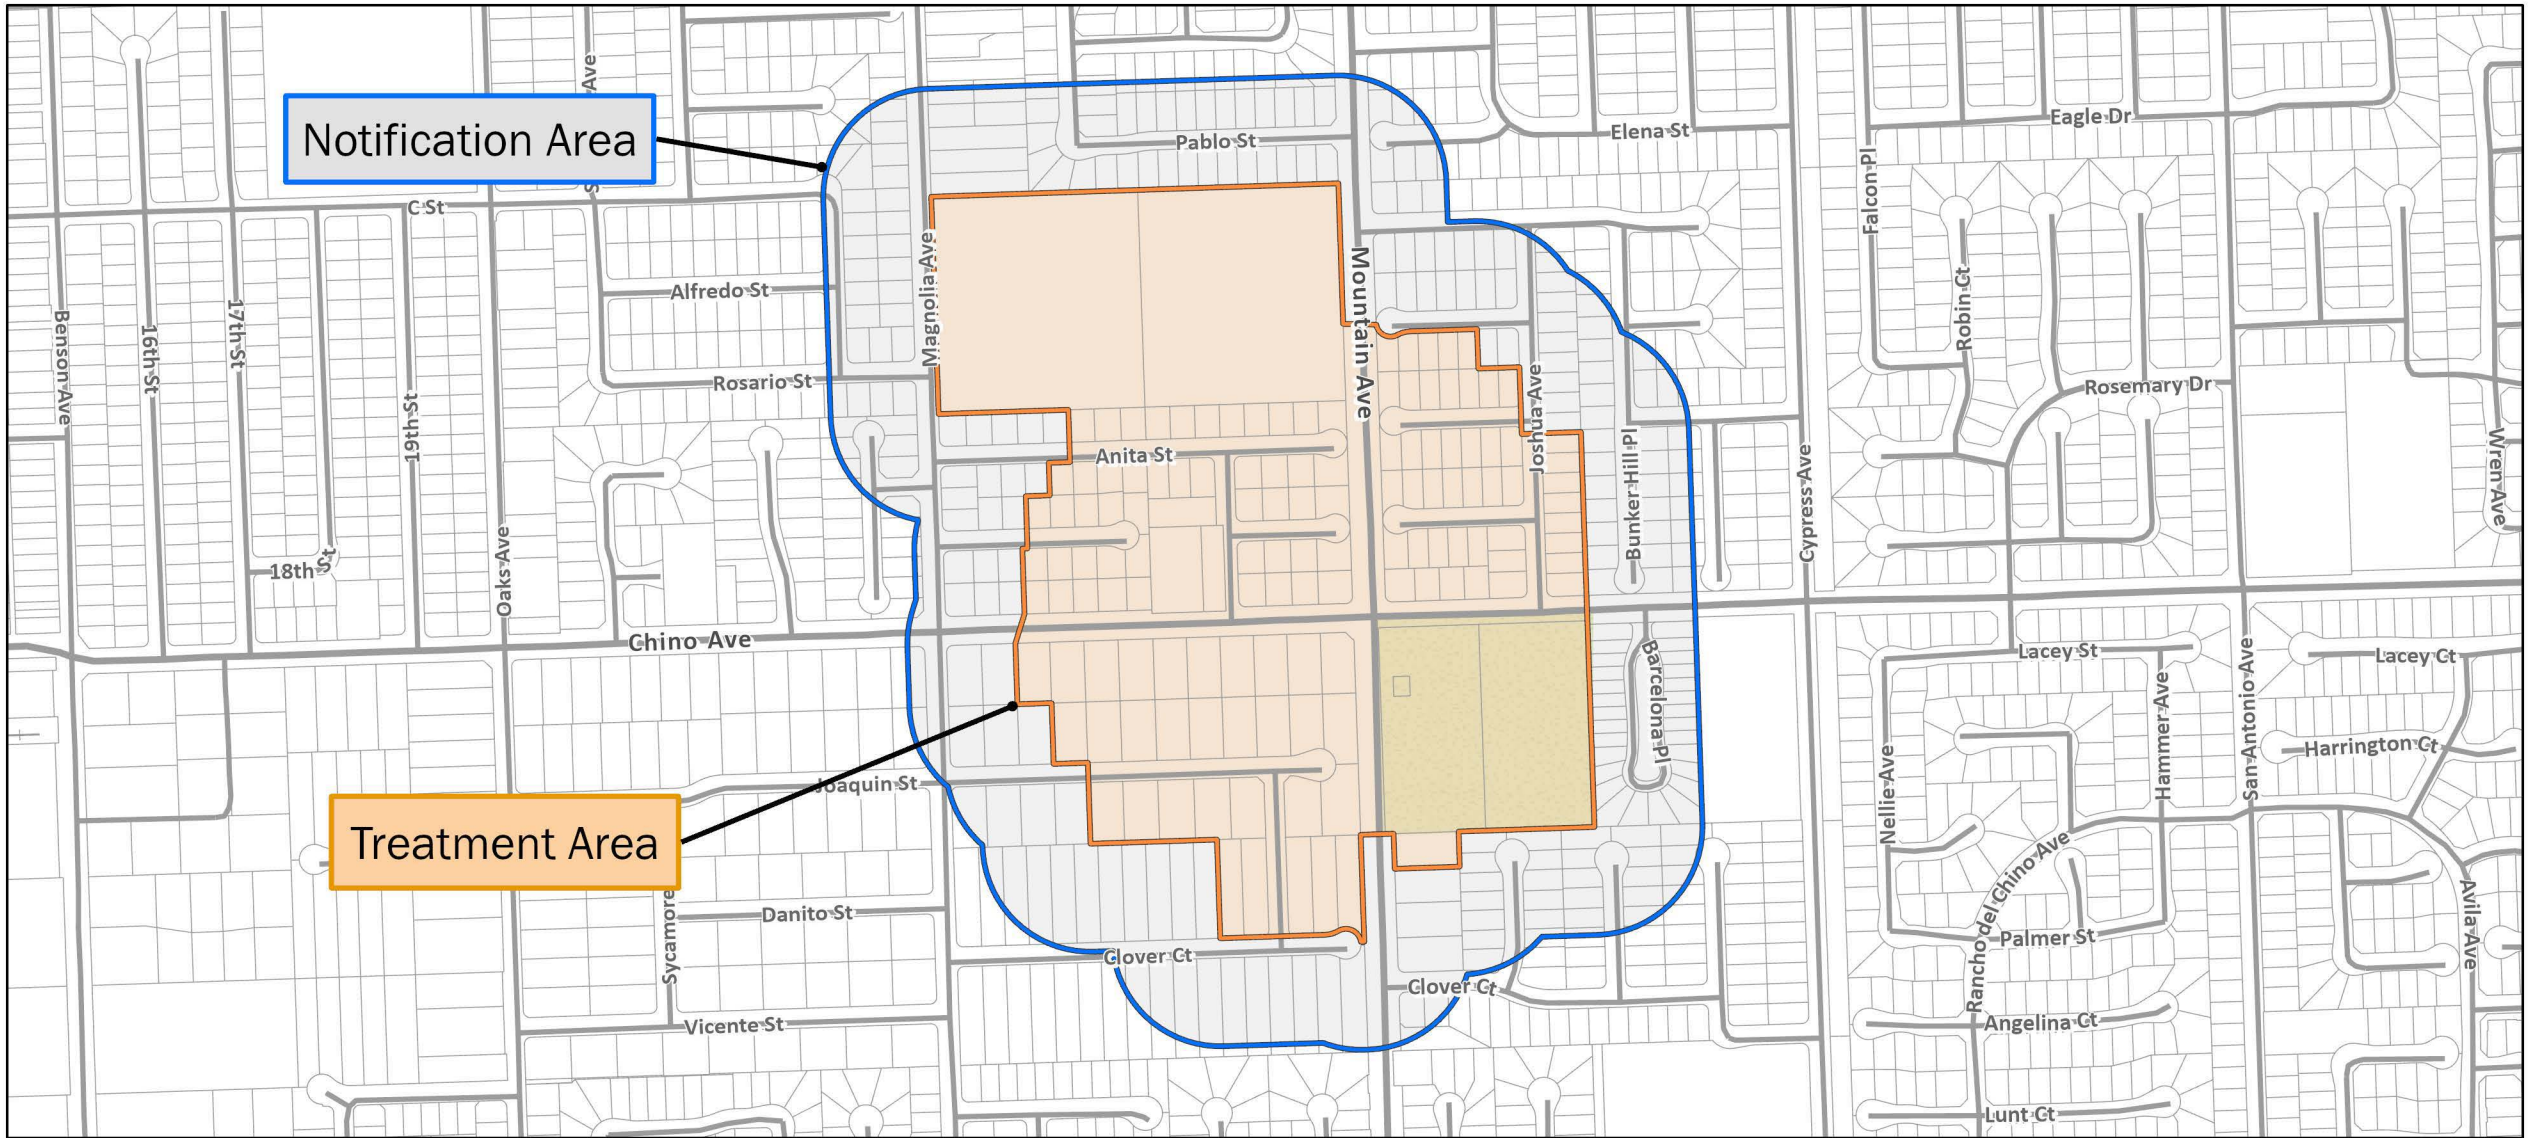 Notification Area
Treatment Area
Ave
S
C St
Pablo St
Elena St
Eagle Dr
Falcon Pl
Robin Ct
Rosemary Dr
Wren Ave
Alfredo St
Rosario St
Magnolia Ave
Mountain Ave
Joshua Ave
Bunker Hill Pl
Cypress Ave
Benson Ave
16th St
17th St
19th St
18th St
Oaks Ave
Anita St
Chino Ave
Barcelona Pl
Lacey St
Lacey Ct
Hammer Ave
San Antonio Ave
Harrington Ct
Nellie Ave
Joaquin St
Rancho del Chino Ave
Avila Ave
Palmer St
Sycamore
Danito St
Clover Ct
Clover Ct
Vicente St
Angelina Ct
Lunt Ct